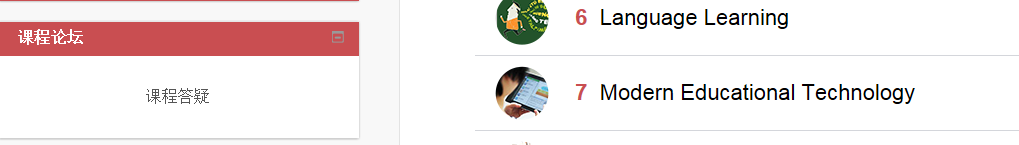 课程论坛
课程答疑
6 Language Learning
7 Modern Educational Technology